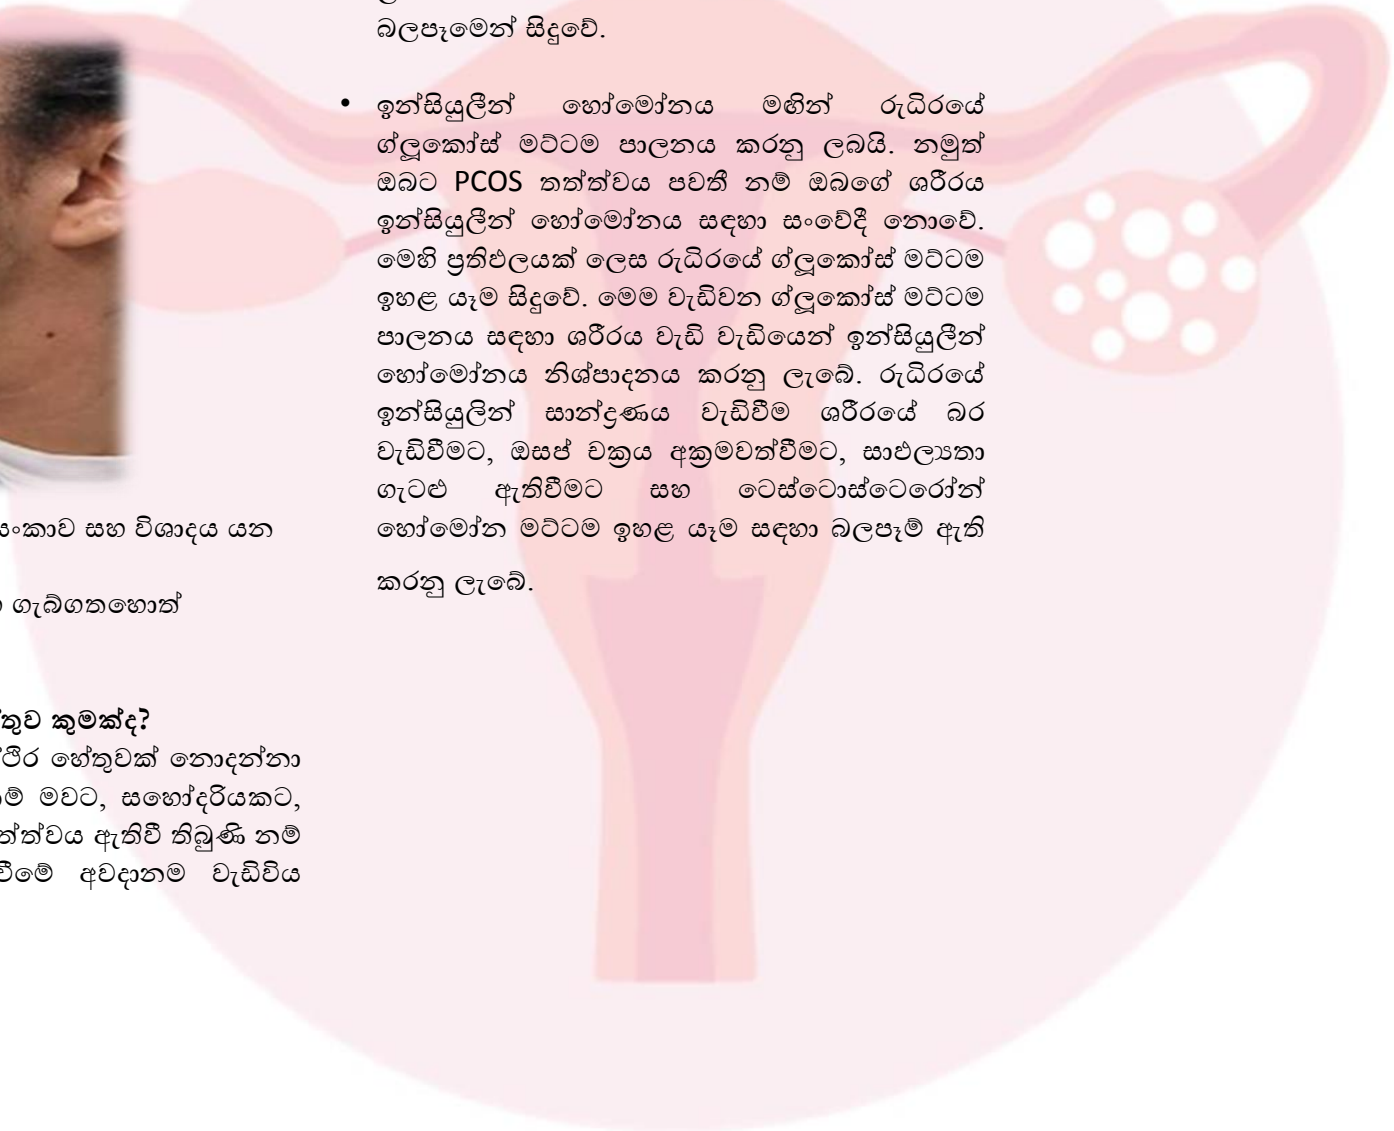 සංකාව සහ විශාදය යන
ගැබ්ගතහොත්
තුව කුමක්ද?
ථිර හේතුවක් නොදන්නා
ම් මවට, සහෝදරියකට,
ත්ත්වය ඇතිවී තිබුණි නම්
වීමේ අවදානම වැඩිවිය
බලපෑමෙන් සිදුවේ.
• ඉන්සියුලීන් හෝමෝනය මඟින් රුධිරයේ
ග්ලූකෝස් මට්ටම පාලනය කරනු ලබයි. නමුත්
ඔබට PCOS තත්ත්වය පවතී නම් ඔබගේ ශරීරය
ඉන්සියුලීන් හෝමෝනය සඳහා සංවේදී නොවේ.
මෙහි ප්‍රතිඵලයක් ලෙස රුධිරයේ ග්ලූකෝස් මට්ටම
ඉහළ යෑම සිදුවේ. මෙම වැඩිවන ග්ලූකෝස් මට්ටම
පාලනය සඳහා ශරීරය වැඩි වැඩියෙන් ඉන්සියුලීන්
හෝමෝනය නිශ්පාදනය කරනු ලැබේ. රුධිරයේ
ඉන්සියුලින් සාන්ද්‍රණය වැඩිවීම ශරීරයේ බර
වැඩිවීමට, ඔසප් චක්‍රය අක්‍රමවත්වීමට, සාඵල්‍යතා
ගැටළු ඇතිවීමට සහ ටෙස්ටොස්ටෙරෝන්
හෝමෝන මට්ටම ඉහළ යෑම සඳහා බලපෑම් ඇති
කරනු ලැබේ.